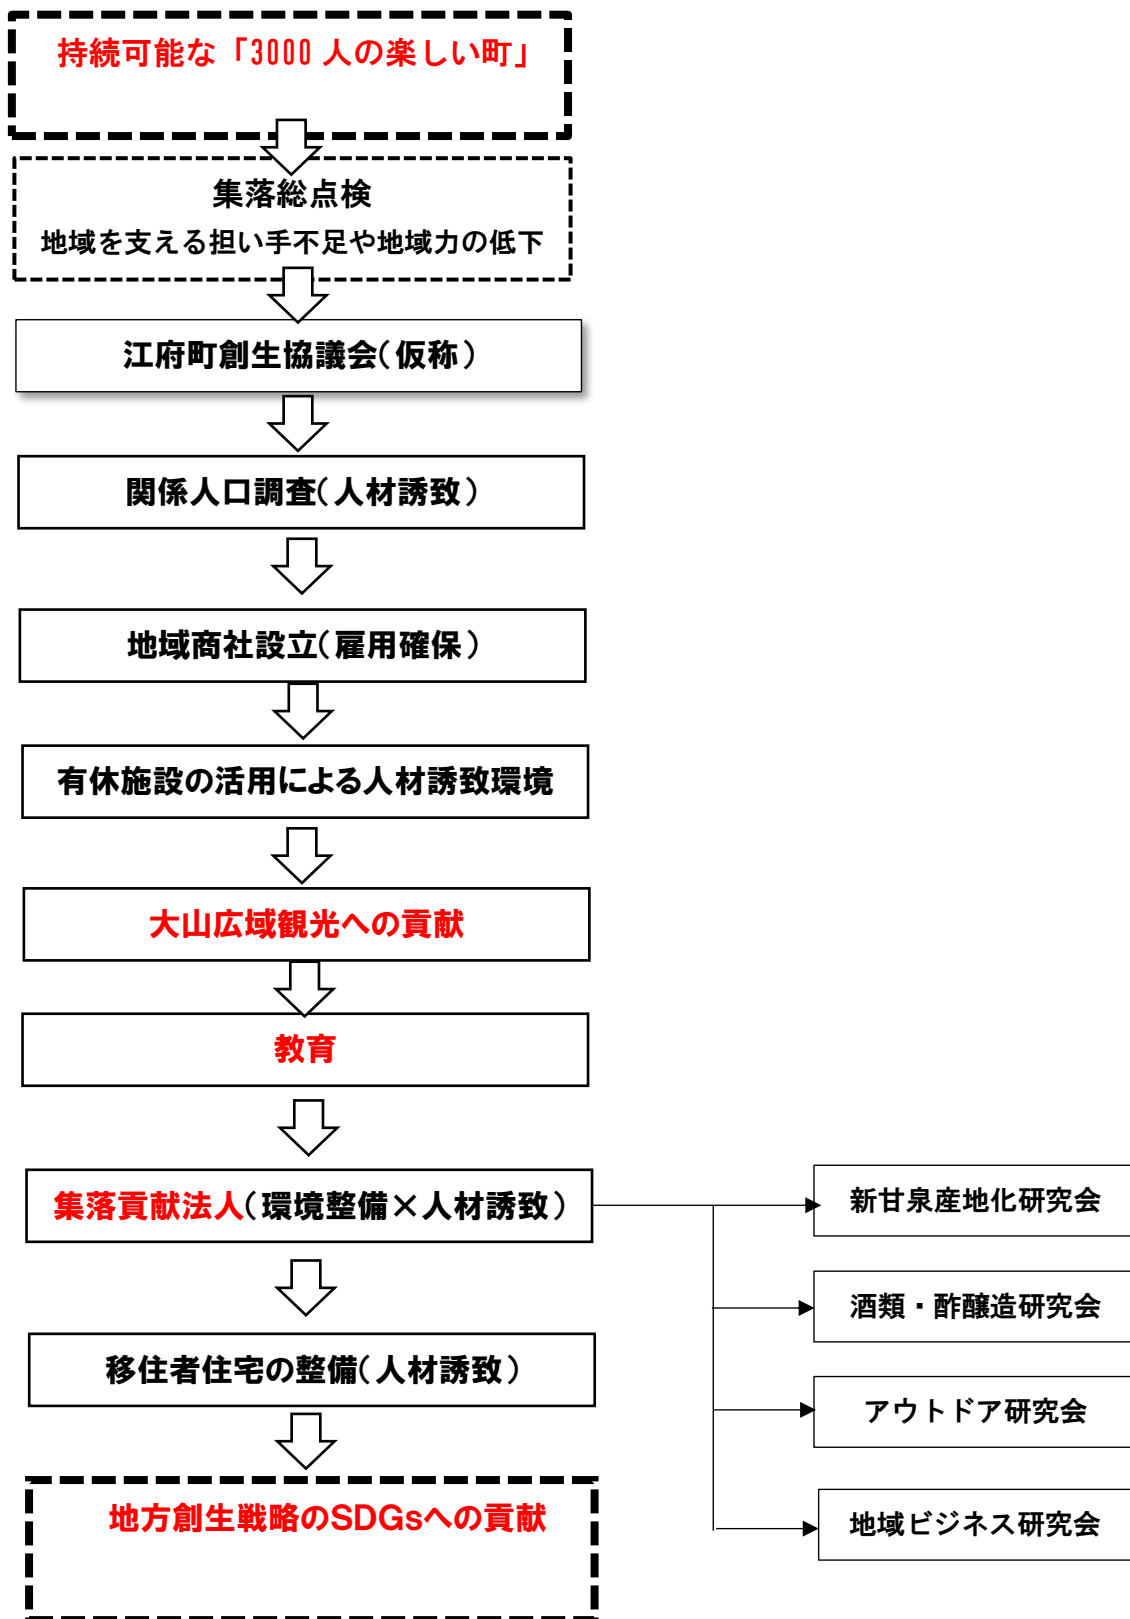 持続可能な「3000人の楽しい町」
集落総点検
地域を支える担い手不足や地域力の低下
江府町創生協議会(仮称)
関係人口調査(人材誘致)
地域商社設立(雇用確保)
有休施設の活用による人材誘致環境
大山広域観光への貢献
教育
集落貢献法人(環境整備×人材誘致)
新甘泉産地化研究会
酒類・酢醸造研究会
移住者住宅の整備(人材誘致)
アウトドア研究会
地方創生戦略のSDGsへの貢献
地域ビジネス研究会